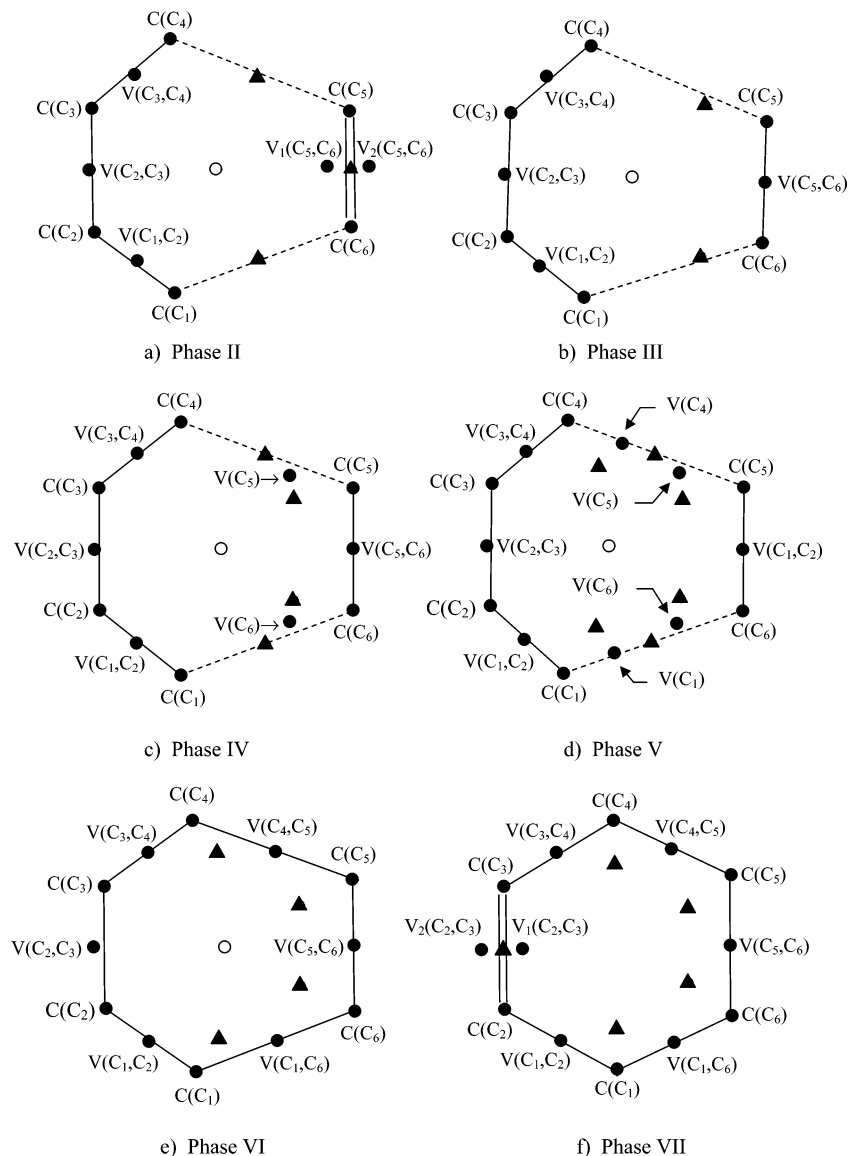 C(C4)
C(C3)
V(C3,C4)
C(C5)
V1(C5,C6)
V2(C5,C6)
V(C2,C3)
C(C2)
V(C1,C2)
C(C6)
C(C1)
a) Phase II
C(C4)
C(C3)
V(C3,C4)
C(C5)
V(C2,C3)
V(C5,C6)
C(C2)
V(C1,C2)
C(C6)
C(C1)
b) Phase III
C(C4)
V(C3,C4)
V(C5)→
C(C5)
C(C3)
V(C2,C3)
V(C5,C6)
C(C2)
V(C6)→
C(C6)
V(C1,C2)
C(C1)
c) Phase IV
C(C4)
V(C4)
V(C3,C4)
C(C5)
C(C3)
V(C5)
V(C2,C3)
V(C1,C2)
V(C6)
C(C2)
C(C6)
V(C1,C2)
V(C1)
C(C1)
d) Phase V
C(C4)
V(C3,C4)
V(C4,C5)
C(C5)
C(C3)
V(C2,C3)
V(C5,C6)
C(C2)
C(C6)
V(C1,C2)
V(C1,C6)
C(C1)
e) Phase VI
C(C4)
V(C3,C4)
V(C4,C5)
C(C3)
C(C5)
V2(C2,C3)
V1(C2,C3)
V(C5,C6)
C(C2)
C(C6)
V(C1,C2)
V(C1,C6)
C(C1)
f) Phase VII